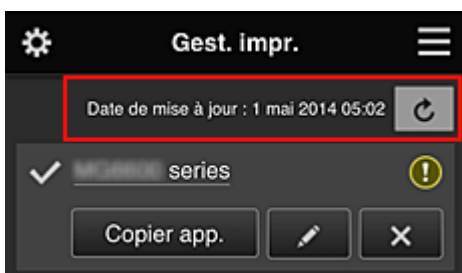 Gest. impr.
Date de mise à jour : 1 mai 2014 05:02
series
Copier app.